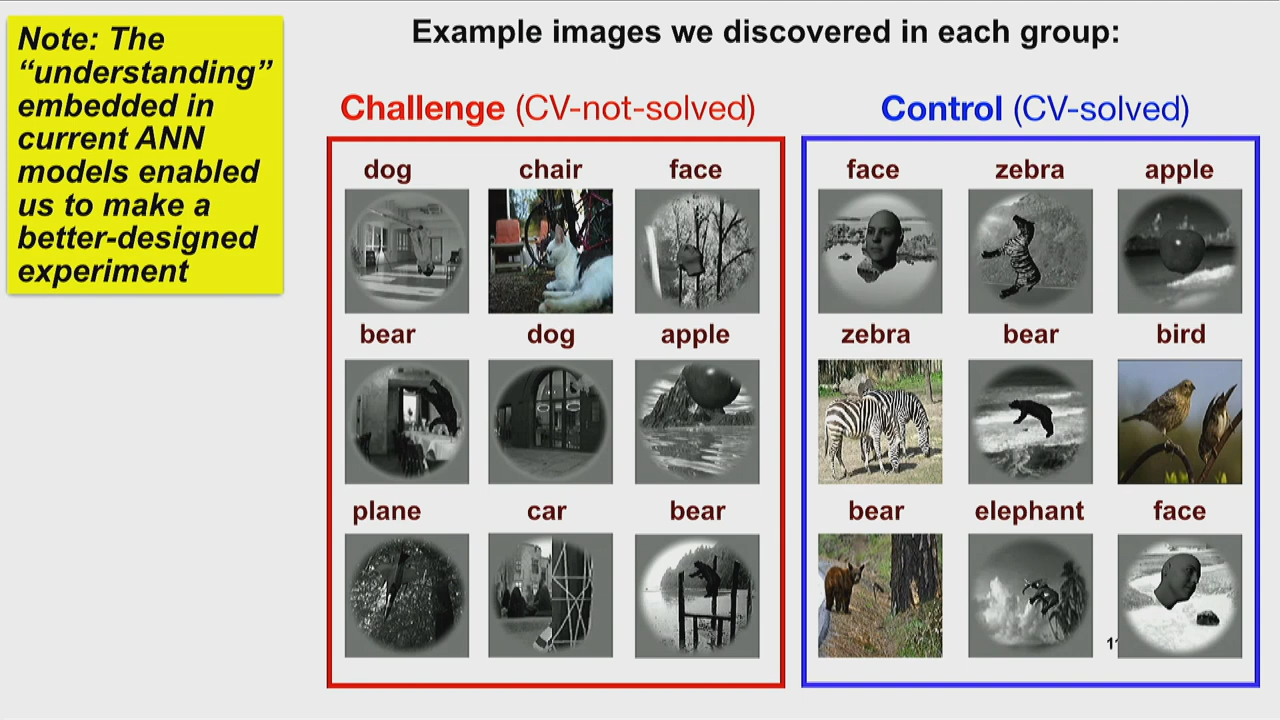 Note: The
“understanding”
embedded in
current ANN
models enabled
us to make a
better-designed
experiment
Example images we discovered in each group:
Challenge (CV-not-solved)
dog chair face
bear dog apple
plane car bear
Control (CV-solved)
face zebra apple
zebra bear bird
bear elephant face